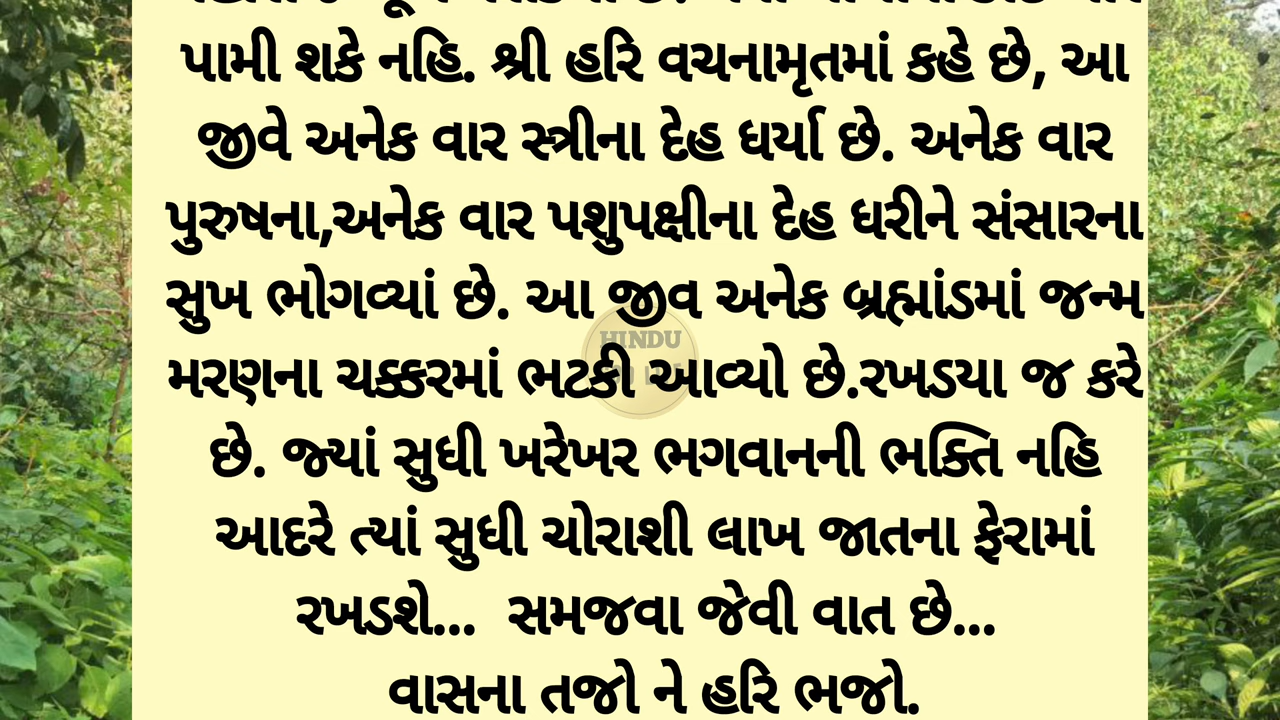 પામી શકે નહિ. શ્રી હરિ વચનામૃતમાં કહે છે, આ
જીવે અનેક વાર સ્ત્રીના દેહ ધર્યા છે. અનેક વાર
પુરુષના,અનેક વાર પશુપક્ષીના દેહ ધરીને સંસારના
સુખ ભોગવ્યાં છે. આ જીવ અનેક બ્રહ્માંડમાં જન્મ
HINDU
મરણના ચક્કરમાં ભટકી આવ્યો છે.રખડયા જ કરે
છે. જ્યાં સુધી ખરેખર ભગવાનની ભક્તિ નહિ
આદરે ત્યાં સુધી ચોરાશી લાખ જાતના ફેરામાં
રખડશે... સમજવા જેવી વાત છે...
વાસના તજો ને હરિ ભજો.